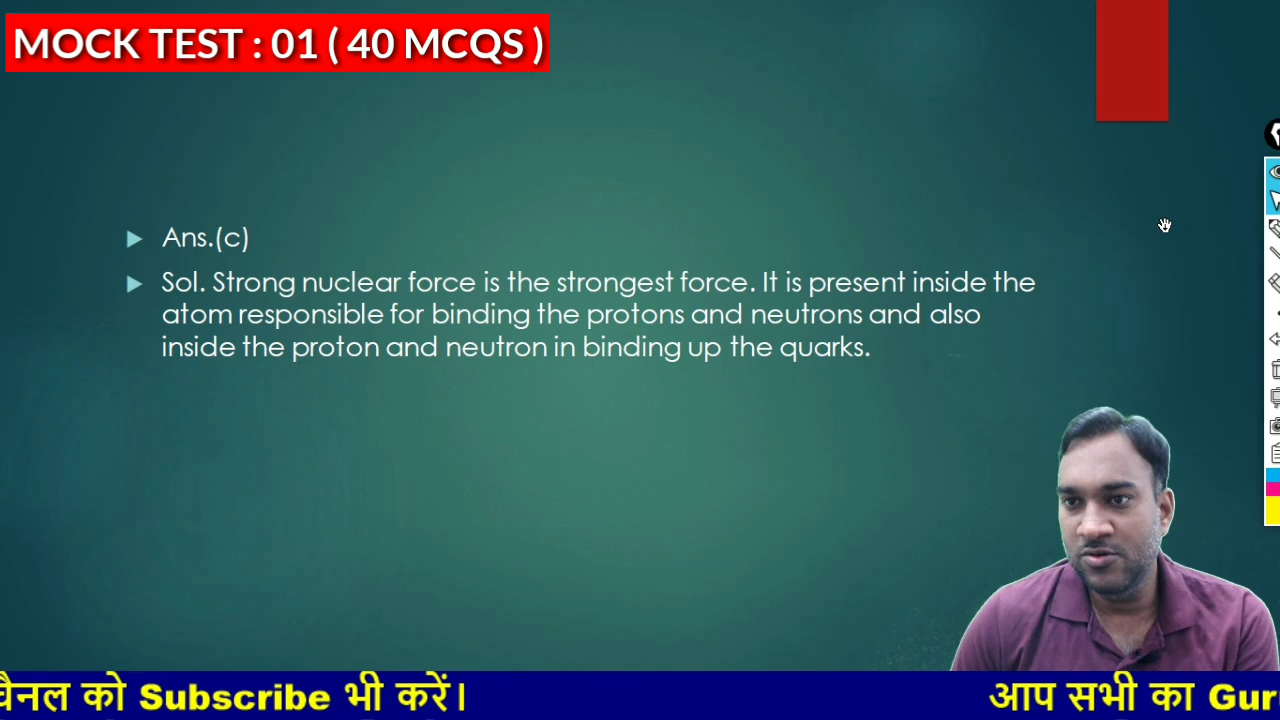 MOCK TEST : 01 ( 40 MCQS )
Ans.(c)
Sol. Strong nuclear force is the strongest force. It is present inside the
atom responsible for binding the protons and neutrons and also
inside the proton and neutron in binding up the quarks.
चैनल को Subscribe भी करें। आप सभी का Gur